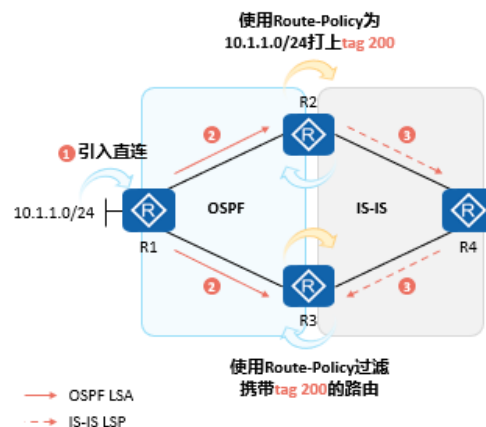 使用Route-Policy为
10.1.1.0/24打上tag 200
R2
1 引入直连
2
3
10.1.1.0/24
R
R
R
R
OSPF
IS-IS
R1
R4
2
3
R3
使用Route-Policy过滤
携带tag 200的路由
OSPF LSA
IS-IS LSP